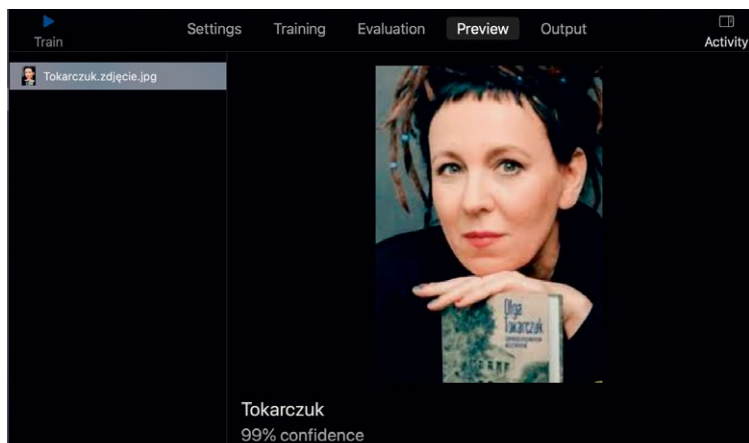 Train
Settings
Training
Evaluation
Preview
Output
Activity
Tokarczuk.zdjęcie.jpg
Olga
Tokarczuk
Tokarczuk
99% confidence